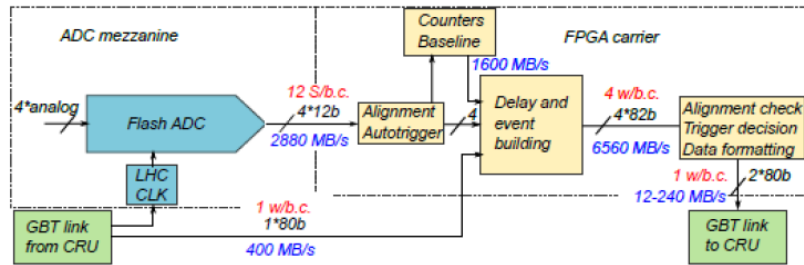 ADC mezzanine
Counters
Baseline
FPGA carrier
1600 MB/s
4*analog
Flash ADC
12 S/b.c.
4*12b
2880 MB/s
Alignment
Autotrigger
4
Delay and
event
building
4 w/b.c.
4*82b
6560 MB/s
Alignment check
Trigger decision
Data formatting
LHC
CLK
1 w/b.c.
2*80b
12-240 MB/s
GBT link
from CRU
1 w/b.c.
1*80b
400 MB/s
GBT link
to CRU